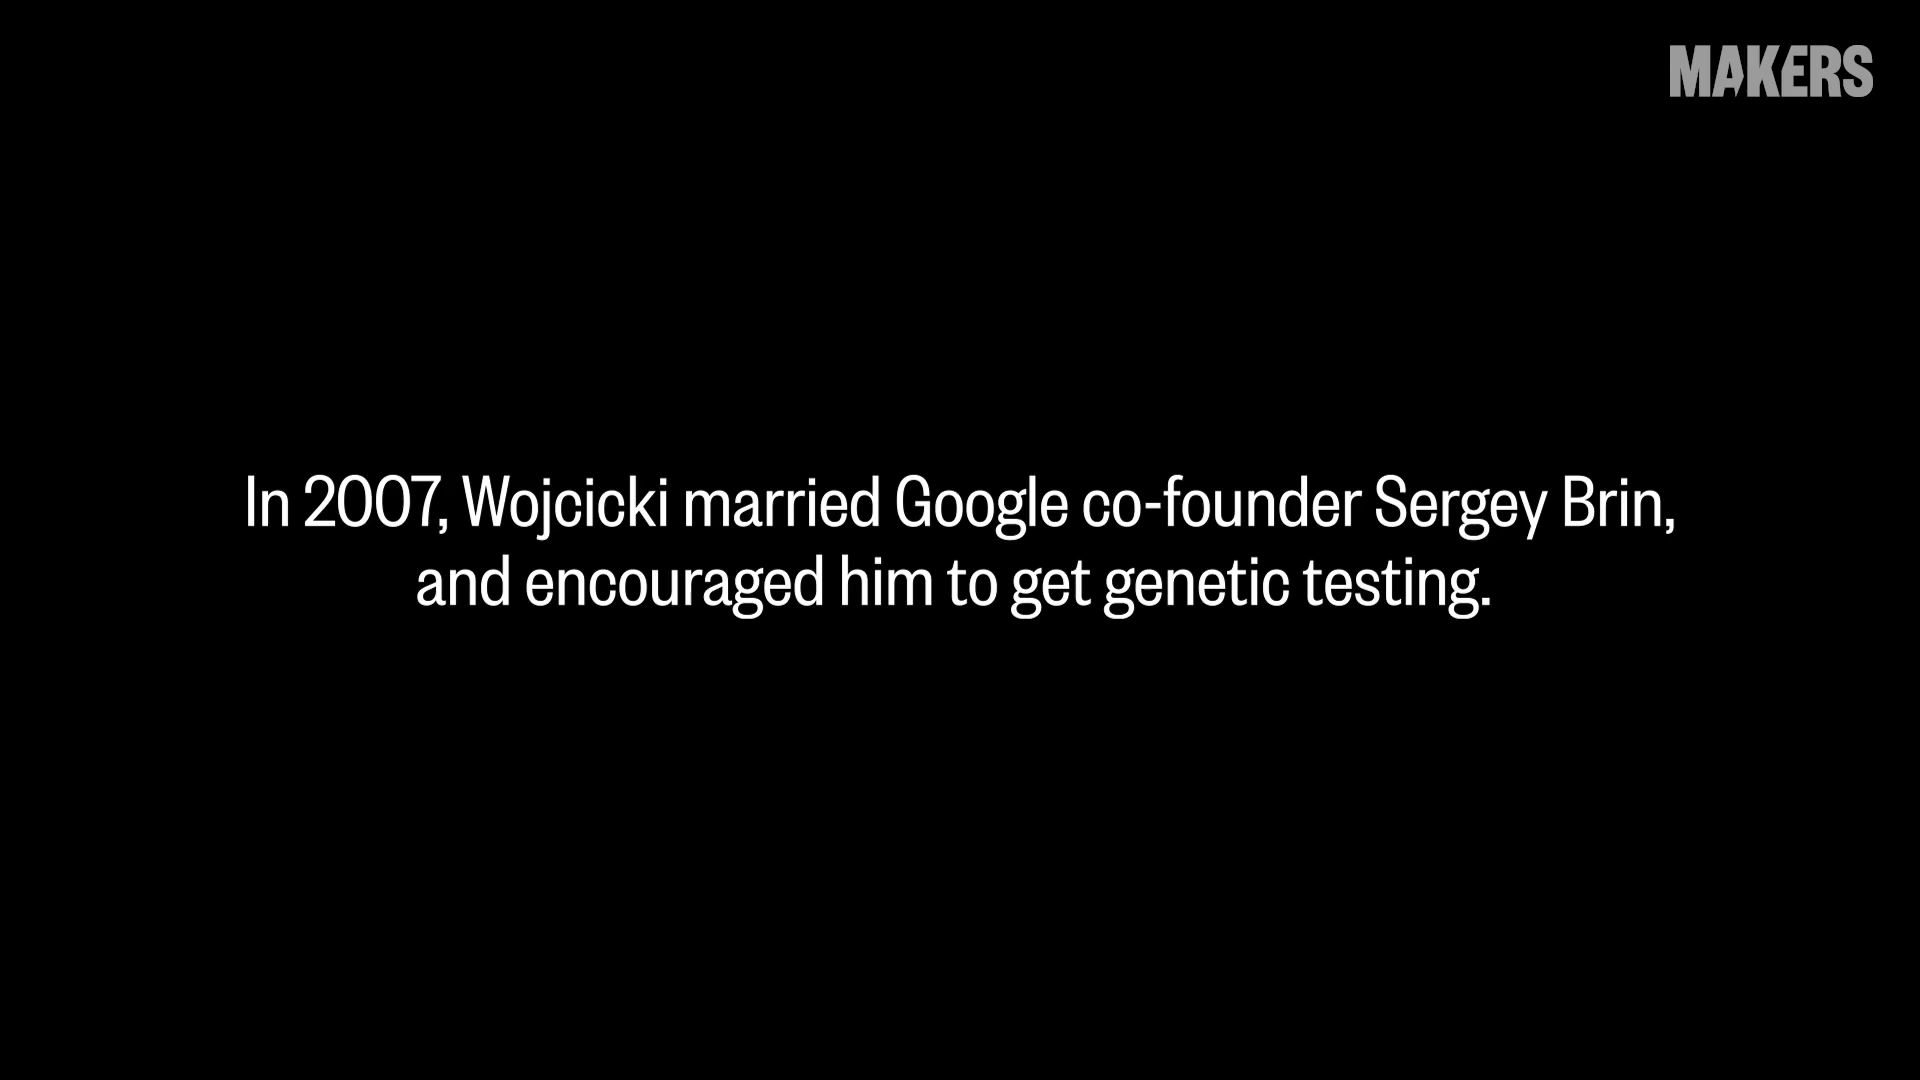 MAKERS
In 2007, Wojcicki married Google co-founder Sergey Brin,
and encouraged him to get genetic testing.